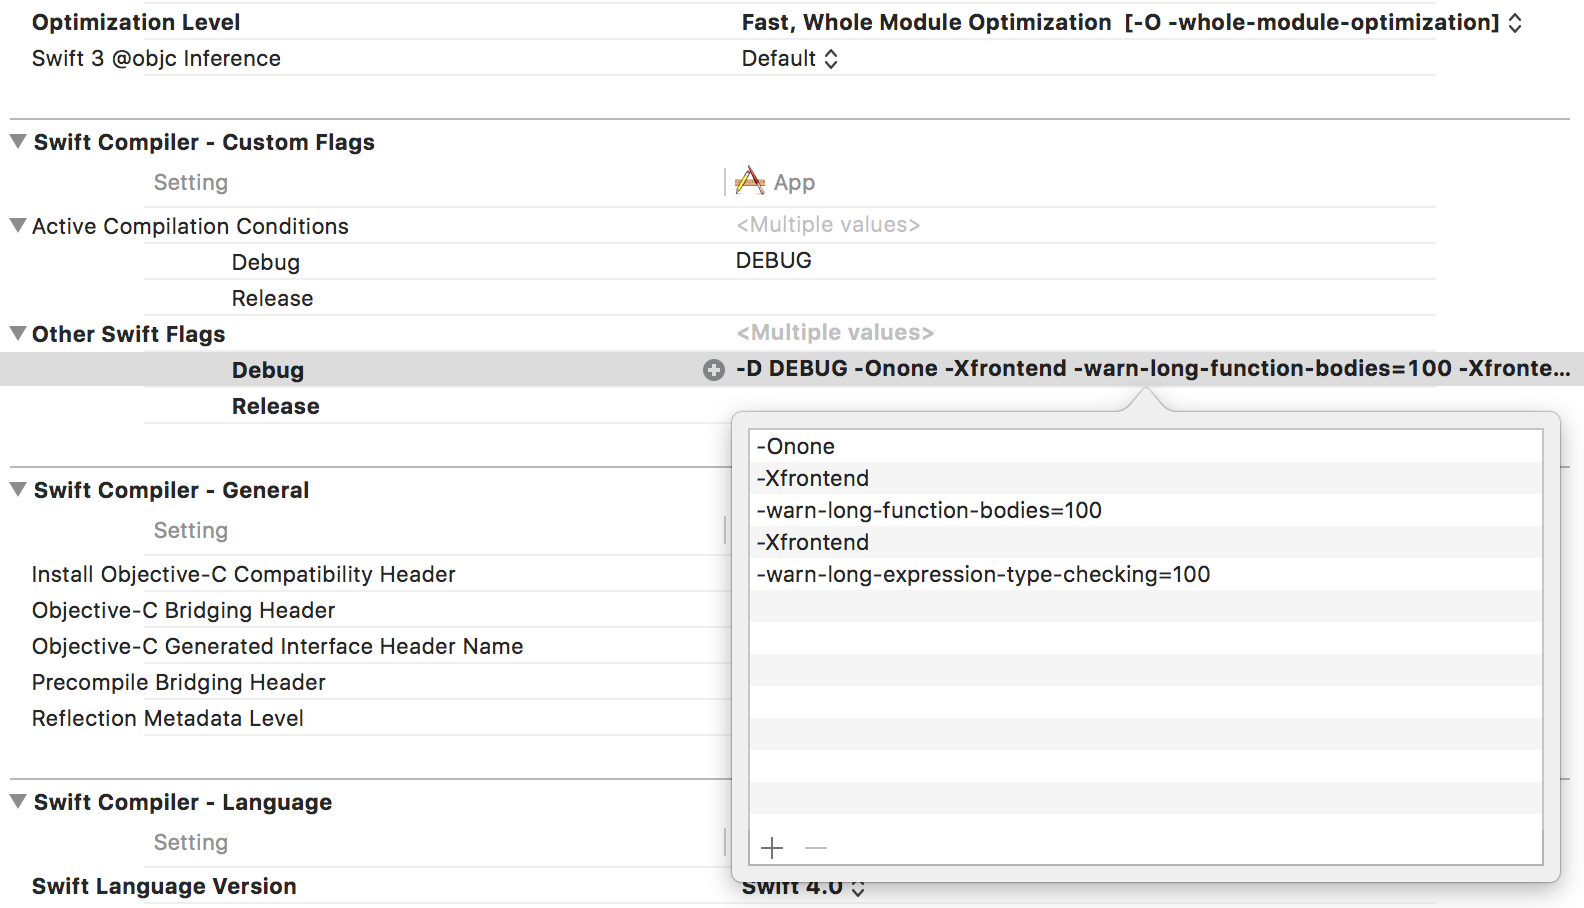 Optimization Level Fast, Whole Module Optimization [-O -whole-module-optimization]
Swift 3 @objc Inference Default
Swift Compiler - Custom Flags
Setting App
Active Compilation Conditions <Multiple values>
Debug DEBUG
Release
Other Swift Flags <Multiple values>
Debug -D DEBUG -Onone -Xfrontend -warn-long-function-bodies=100 -Xfronte...
Release
-Onone
-Xfrontend
-warn-long-function-bodies=100
-Xfrontend
-warn-long-expression-type-checking=100
Swift Compiler - General
Setting
Install Objective-C Compatibility Header
Objective-C Bridging Header
Objective-C Generated Interface Header Name
Precompile Bridging Header
Reflection Metadata Level
Swift Compiler - Language
Setting
Swift Language Version Swift 4.0